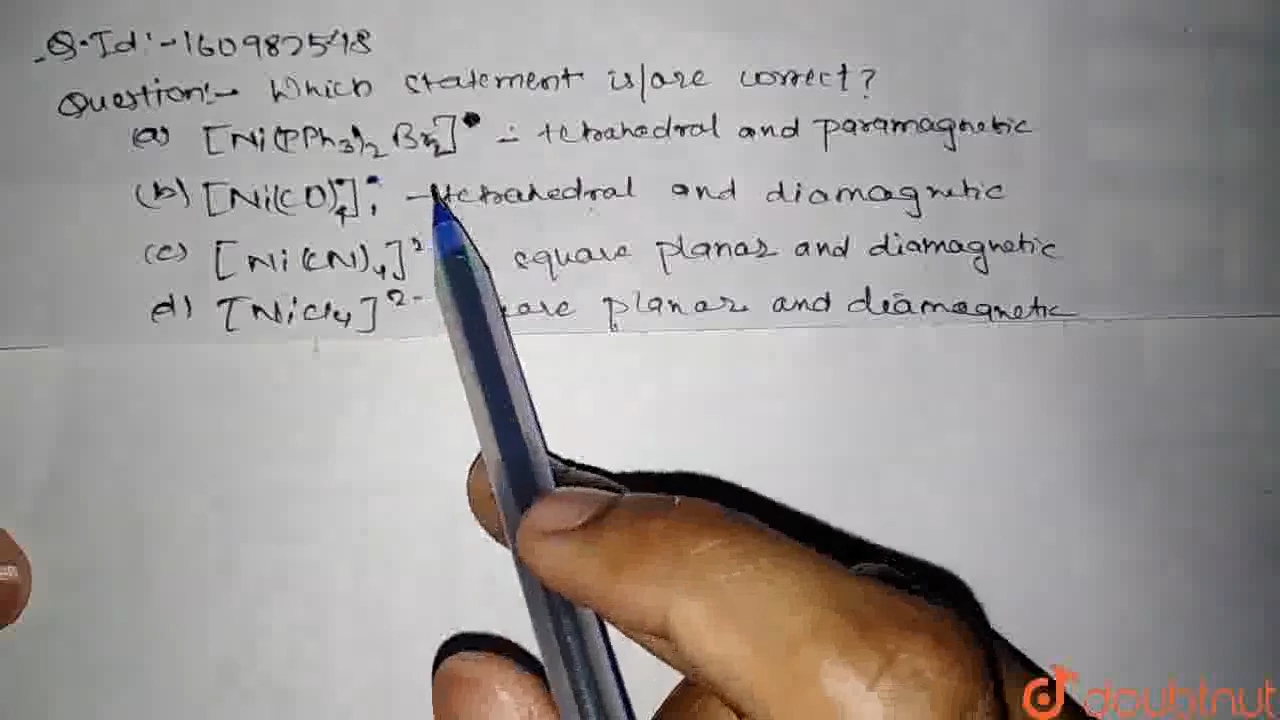 Q.Id:-160982548
Question:- Which statement is/are correct?
(a) [Ni(PPh3)2 Br2] - tetrahedral and paramagnetic
(b) [Ni(CO)4] - tetrahedral and diamagnetic
(c) [Ni(CN)4]2- square planar and diamagnetic
d) [NiCl4]2- planar and diamagnetic
doubtnut